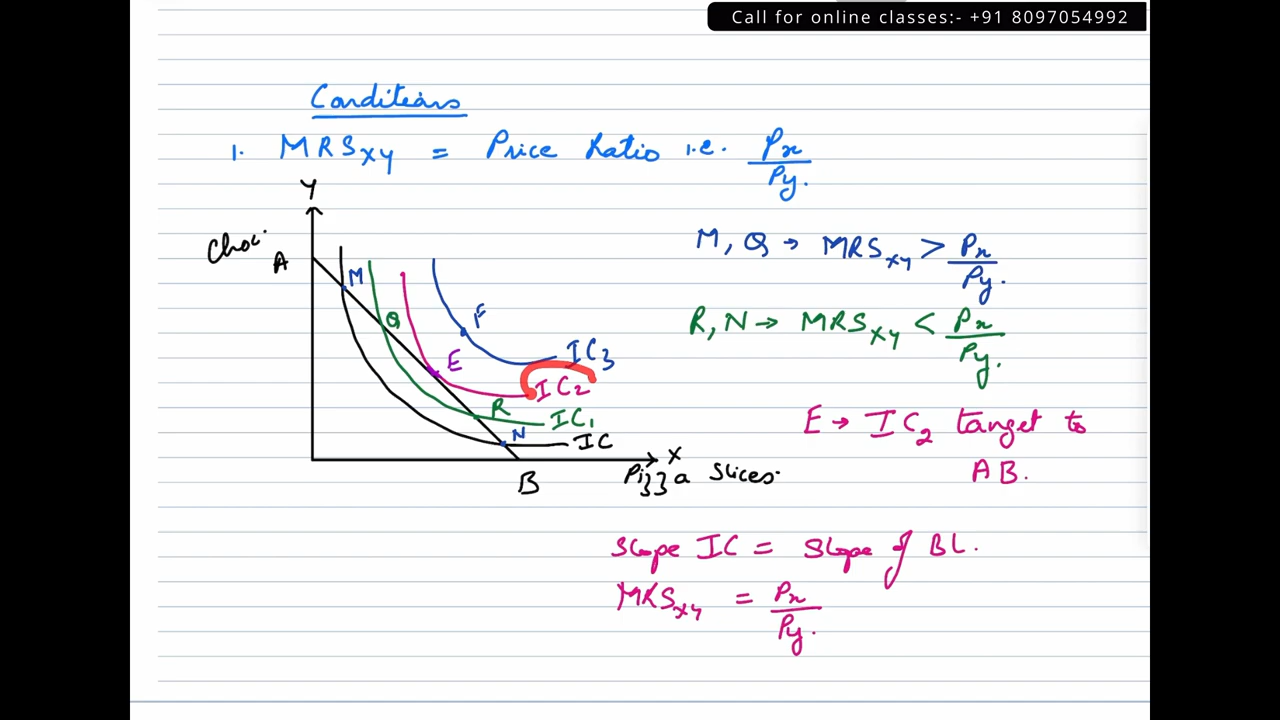 Call for online classes:- +91 8097054992
Conditions
1. MRSxy = Price Ratio i.e. Px/Py.
Y
Choc.
A
M
Q
E
F
R
N
IC3
IC2
IC1
IC
B
X
Pizza Slices.
M, Q → MRSxy > Px/Py.
R, N → MRSxy < Px/Py.
E → IC2 tanget to
AB.
Slope IC = Slope of BL.
MRSxy = Px/Py.